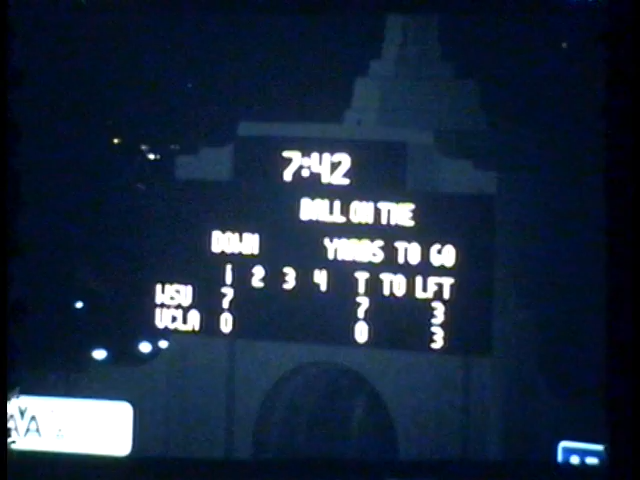 7:42
BALL ON THE
DOWN YARDS TO GO
1 2 3 4 T TO LFT
WSU 7 7 3
UCLA 0 0 3
AA